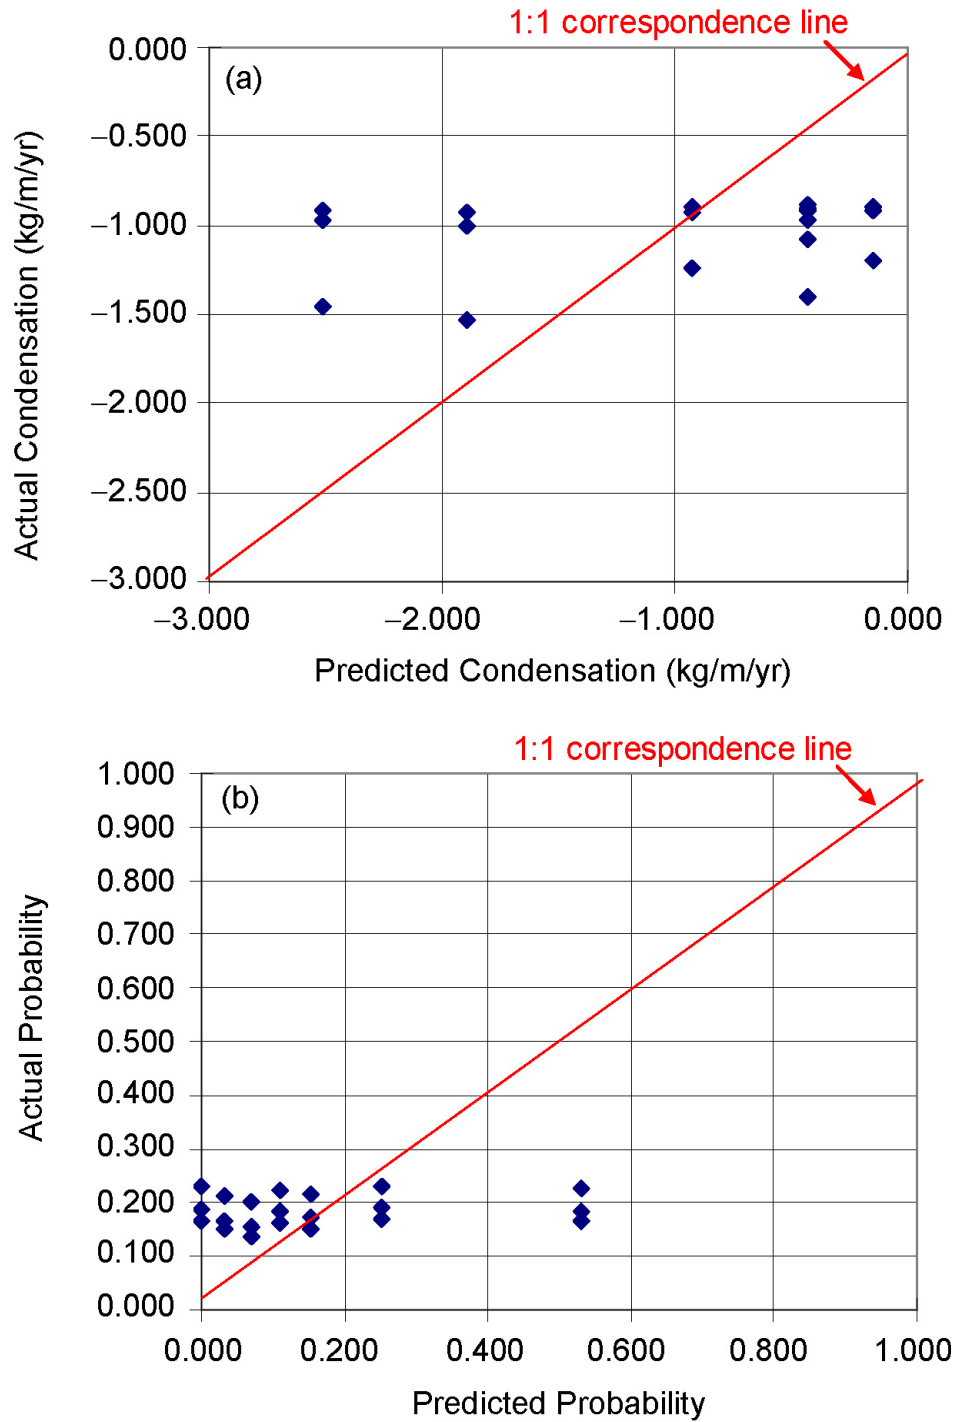 1:1 correspondence line
(a)
0.000
−0.500
−1.000
−1.500
−2.000
−2.500
−3.000
Actual Condensation (kg/m/yr)
−3.000 −2.000 −1.000 0.000
Predicted Condensation (kg/m/yr)
1:1 correspondence line
(b)
1.000
0.900
0.800
0.700
0.600
0.500
0.400
0.300
0.200
0.100
0.000
Actual Probability
0.000 0.200 0.400 0.600 0.800 1.000
Predicted Probability